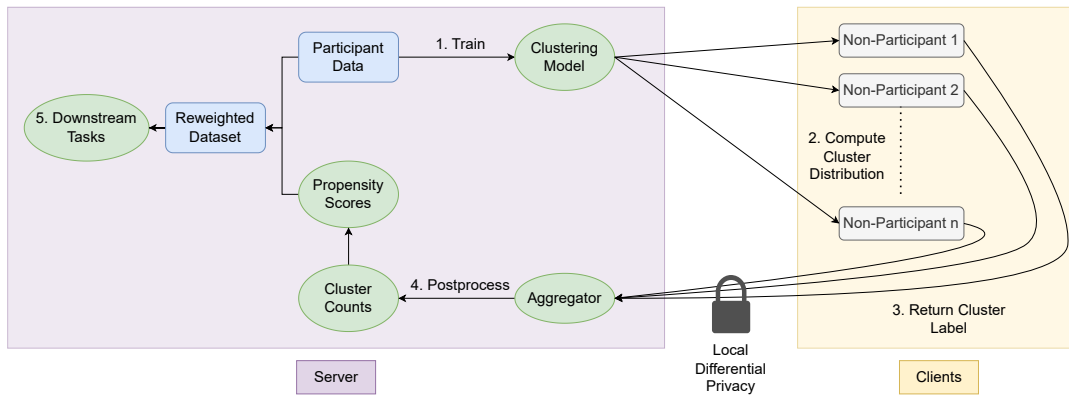 Participant
Data
1. Train
Clustering
Model
Non-Participant 1
Non-Participant 2
5. Downstream
Tasks
Reweighted
Dataset
2. Compute
Cluster
Distribution
Propensity
Scores
Non-Participant n
Cluster
Counts
4. Postprocess
Aggregator
3. Return Cluster
Label
Local
Differential
Privacy
Server
Clients